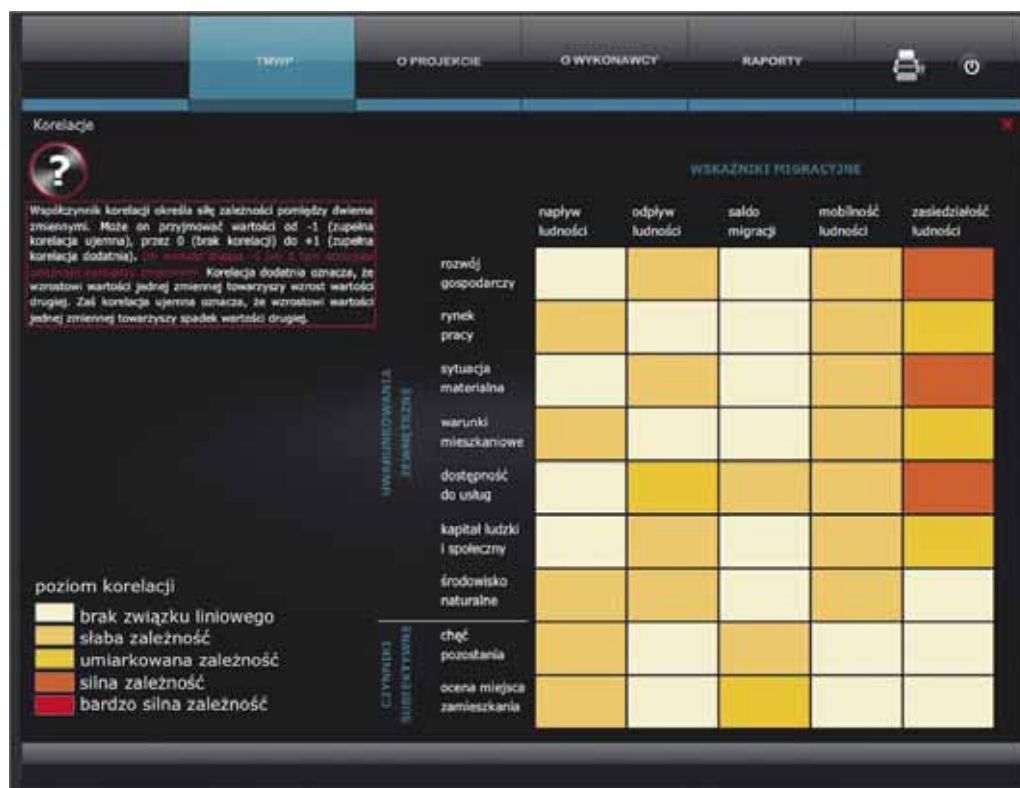 TMWP
O PROJEKCIE
O WYKONAWCY
RAPORTY
Korelacje
?
Współczynnik korelacji określa siłę zależności pomiędzy dwiema
zmiennymi. Może on przyjmować wartości od -1 (zupełna
korelacja ujemna), przez 0 (brak korelacji) do +1 (zupełna
korelacja dodatnia).
Korelacja dodatnia oznacza, że
wzrostowi wartości jednej zmiennej towarzyszy wzrost wartości
drugiej. Zaś korelacja ujemna oznacza, że wzrostowi wartości
jednej zmiennej towarzyszy spadek wartości drugiej.
WSKAŹNIKI MIGRACYJNE
napływ
ludności
odpływ
ludności
saldo
migracji
mobilność
ludności
zasiedziałość
ludności
UWARUNKOWANIA
ZEWNĘTRZNE
rozwój
gospodarczy
rynek
pracy
sytuacja
materialna
warunki
mieszkaniowe
dostępność
do usług
kapitał ludzki
i społeczny
środowisko
naturalne
CZYNNIKI
SUBIEKTYWNE
chęć
pozostania
ocena miejsca
zamieszkania
poziom korelacji
brak związku liniowego
słaba zależność
umiarkowana zależność
silna zależność
bardzo silna zależność